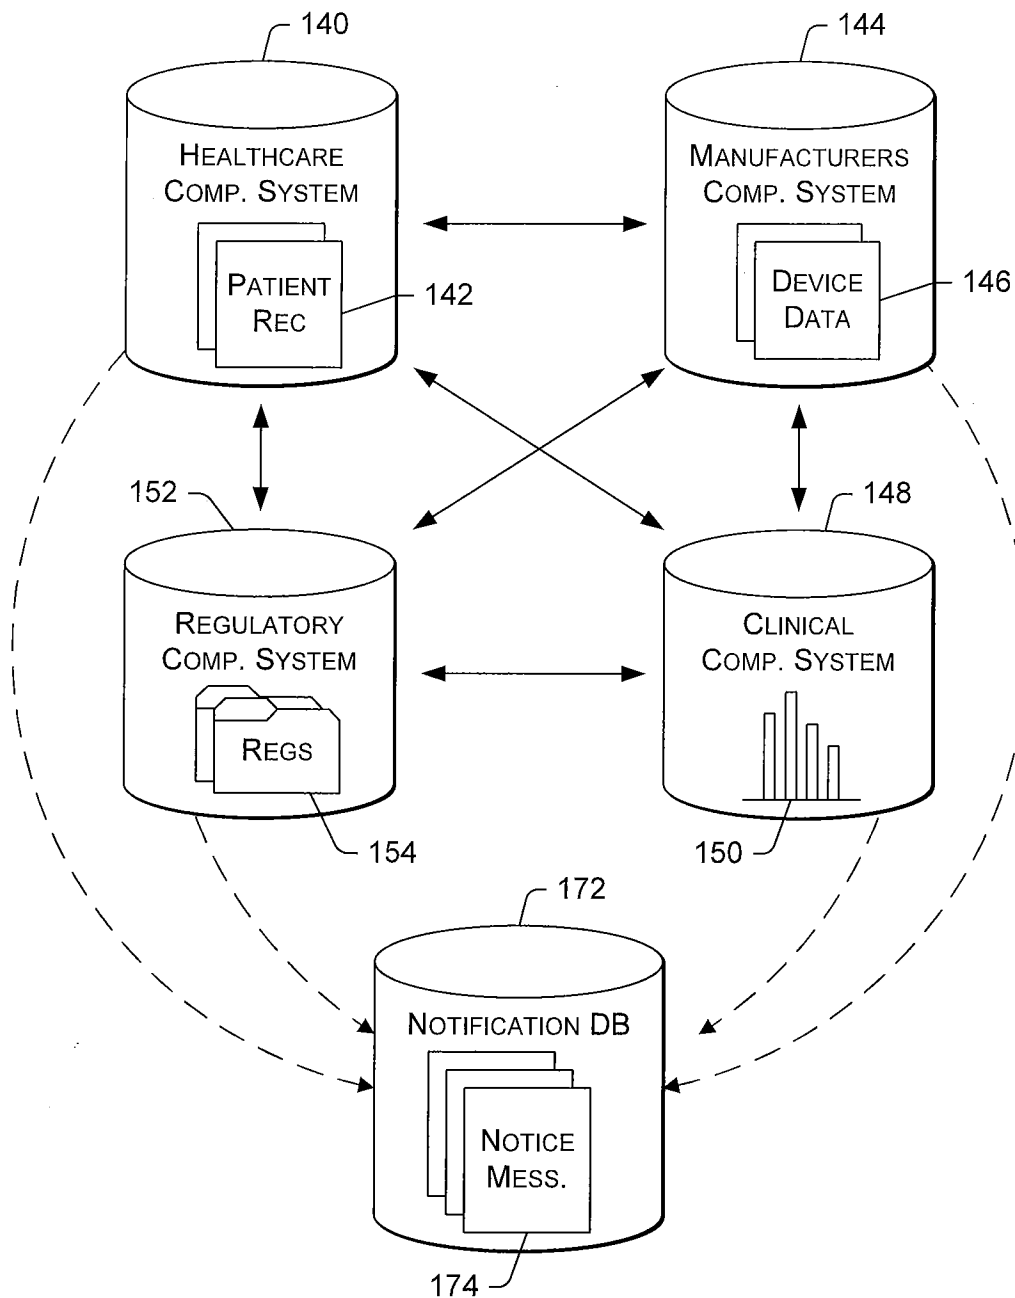 140
144
HEALTHCARE
COMP. SYSTEM
PATIENT
REC
142
MANUFACTURERS
COMP. SYSTEM
DEVICE
DATA
146
152
148
REGULATORY
COMP. SYSTEM
REGS
154
CLINICAL
COMP. SYSTEM
150
172
NOTIFICATION DB
NOTICE
MESS.
174